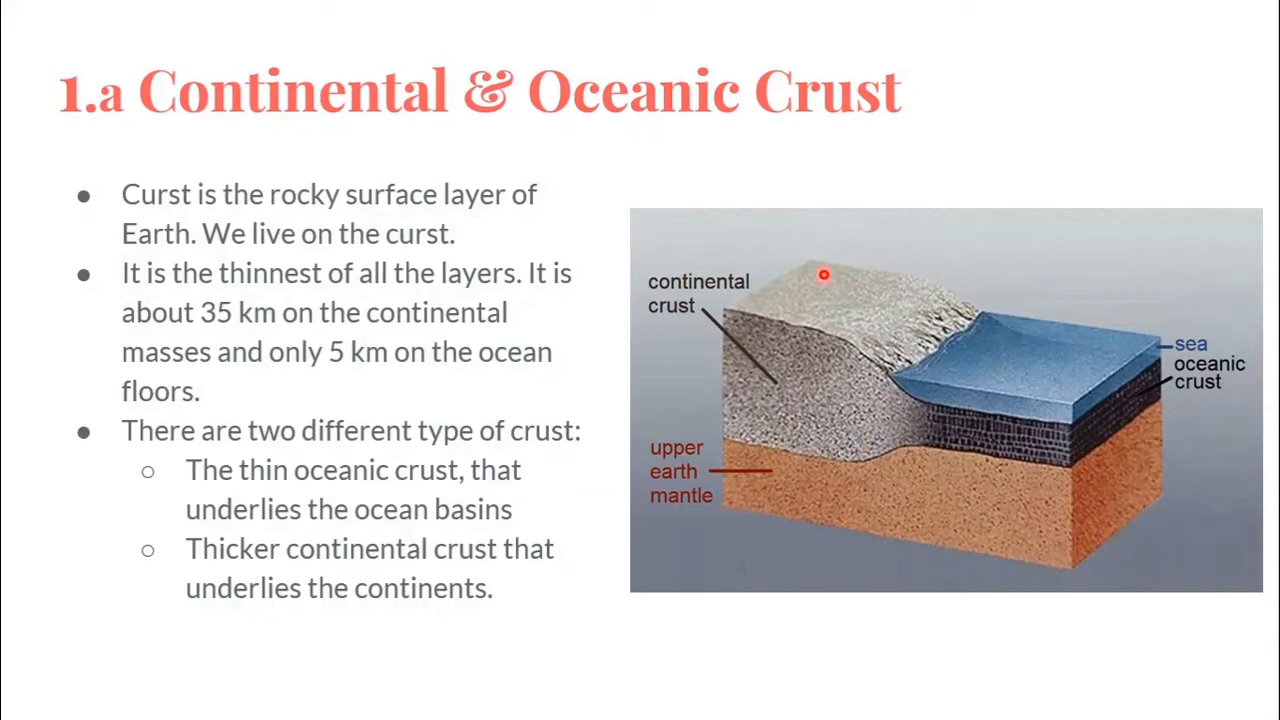 1.a Continental & Oceanic Crust
● Curst is the rocky surface layer of
Earth. We live on the curst.
● It is the thinnest of all the layers. It is
about 35 km on the continental
masses and only 5 km on the ocean
floors.
● There are two different type of crust:
○ The thin oceanic crust, that
underlies the ocean basins
○ Thicker continental crust that
underlies the continents.
continental
crust
sea
oceanic
crust
upper
earth
mantle